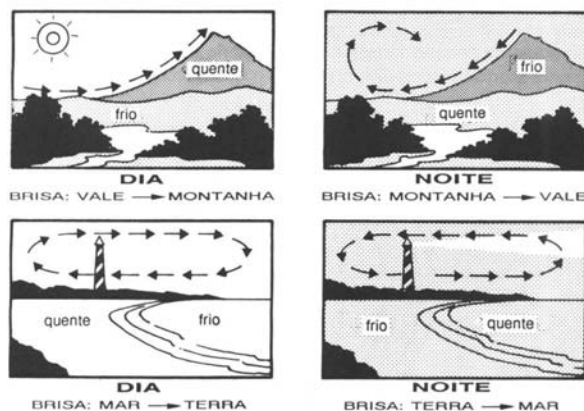 quente
frio
DIA
BRISA: VALE → MONTANHA
frio
quente
NOITE
BRISA: MONTANHA → VALE
quente
frio
DIA
BRISA: MAR → TERRA
frio
quente
NOITE
BRISA: TERRA → MAR